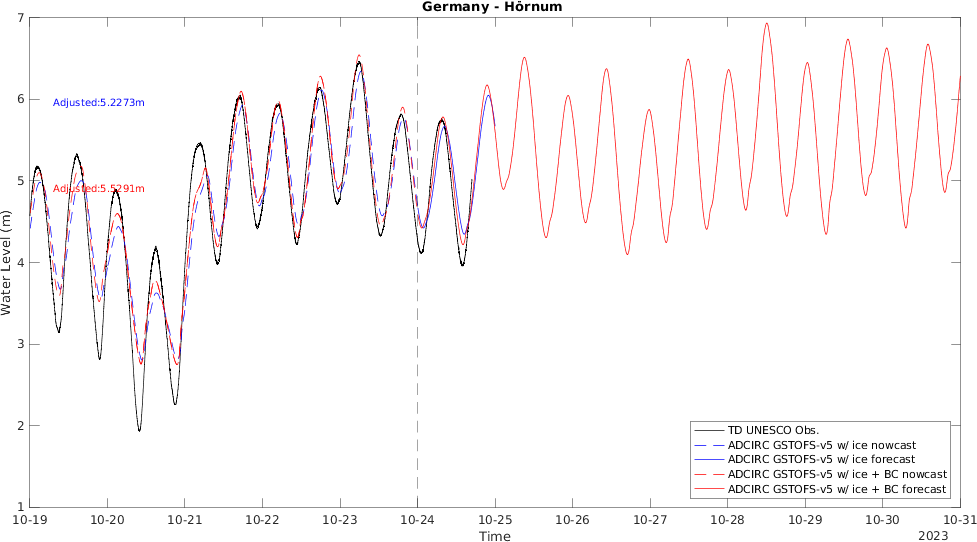 Germany - Hörnum
7
6
5
4
3
2
1
Water Level (m)
Adjusted:5.2273m
Adjusted:5.5291m
TD UNESCO Obs.
ADCIRC GSTOFS-v5 w/ ice nowcast
ADCIRC GSTOFS-v5 w/ ice forecast
ADCIRC GSTOFS-v5 w/ ice + BC nowcast
ADCIRC GSTOFS-v5 w/ ice + BC forecast
10-19 10-20 10-21 10-22 10-23 10-24 10-25 10-26 10-27 10-28 10-29 10-30 10-31
Time
2023